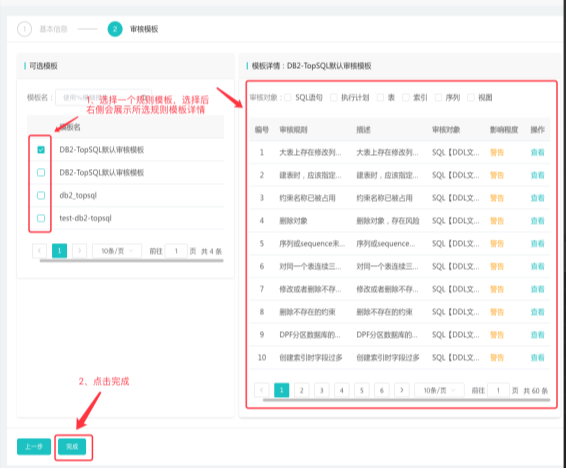 1 基本信息 2 审核模板
可选模板
模板名：
1、选择一个规则模板，选择后
右侧会展示所选规则模板详情
模板名
DB2-TopSQL默认审核模板
DB2-TopSQL默认审核模板
db2_topsql
test-db2-topsql
1 10条/页 前往 1 页 共 4 条
模板详情：DB2-TopSQL默认审核模板
审核对象： SQL语句 执行计划 表 索引 序列 视图
编号 审核规则 描述 审核对象 影响程度 操作
1 大表上存在修改列... 大表上存在修改列... SQL【DDL文... 警告 查看
2 建表时，应该指定... 建表时，应该指定... SQL【DDL文... 警告 查看
3 约束名称已被占用 约束名称已被占用 SQL【DDL文... 警告 查看
4 删除对象 删除对象，存在风险 SQL【DDL文... 警告 查看
5 序列或sequence未... 序列或sequence... SQL【DDL文... 警告 查看
6 对同一个表连续三... 对同一个表连续三... SQL【DDL文... 警告 查看
7 修改或者删除不存... 修改或者删除不存... SQL【DDL文... 警告 查看
8 删除不存在的约束 删除不存在的约束 SQL【DDL文... 警告 查看
9 DPF分区数据库的... DPF分区数据库的... SQL【DDL文... 警告 查看
10 创建索引时字段过多 创建索引时字段过多 SQL【DDL文... 警告 查看
1 2 3 4 5 6 10条/页 前往 1 页 共 60 条
2、点击完成
上一步 完成